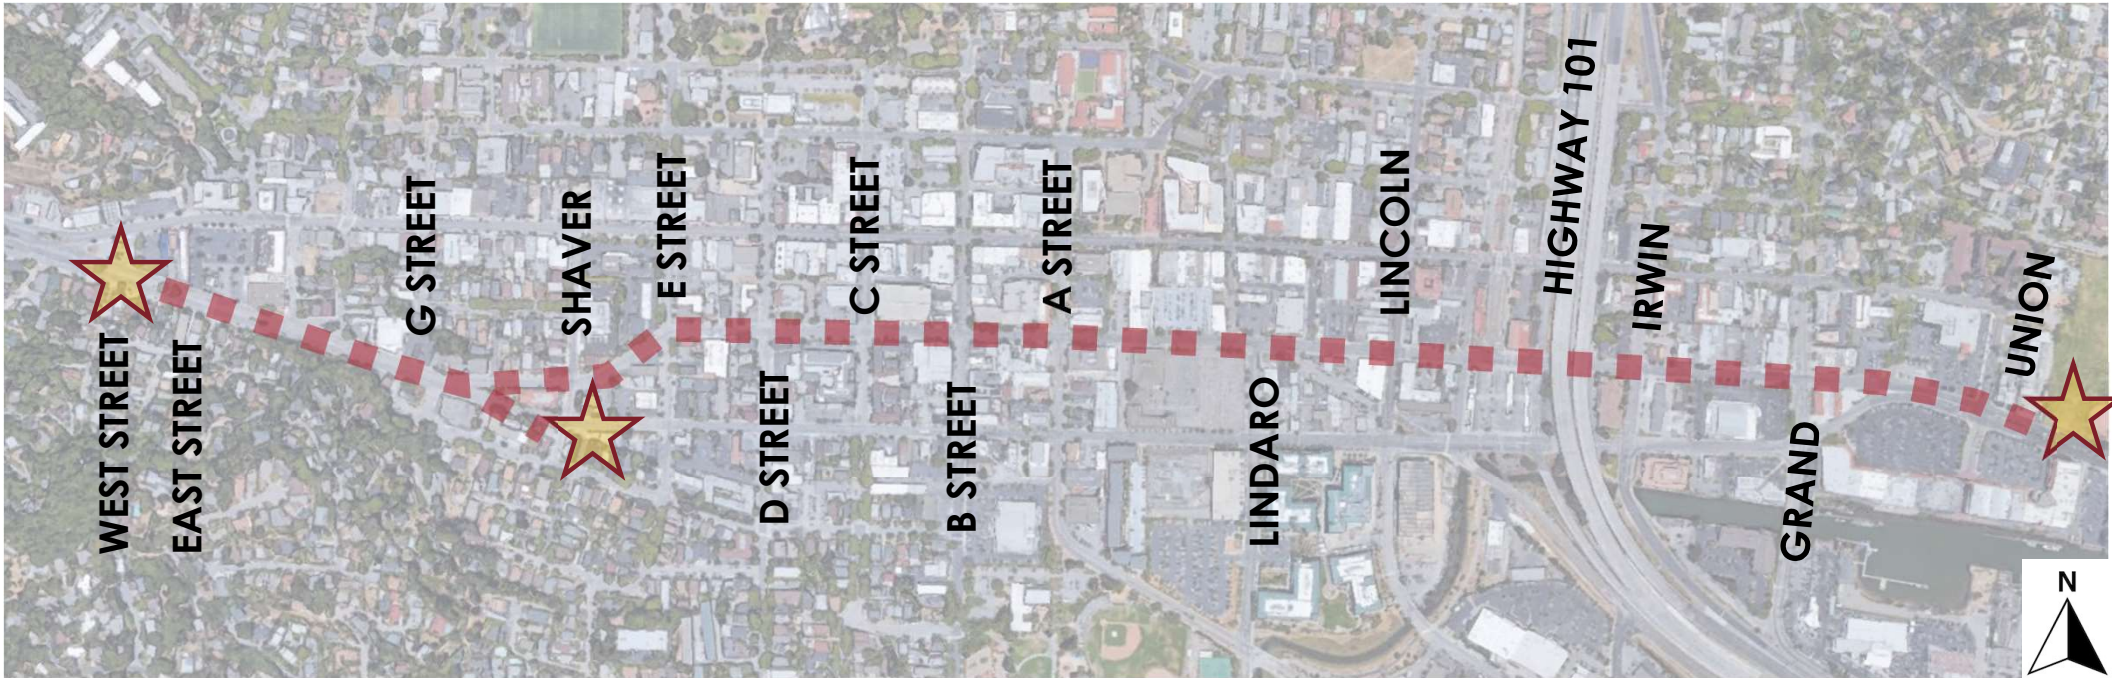 WEST STREET
EAST STREET
G STREET
SHAVER
E STREET
D STREET
C STREET
B STREET
A STREET
LINDARO
LINCOLN
HIGHWAY 101
IRWIN
GRAND
UNION
N